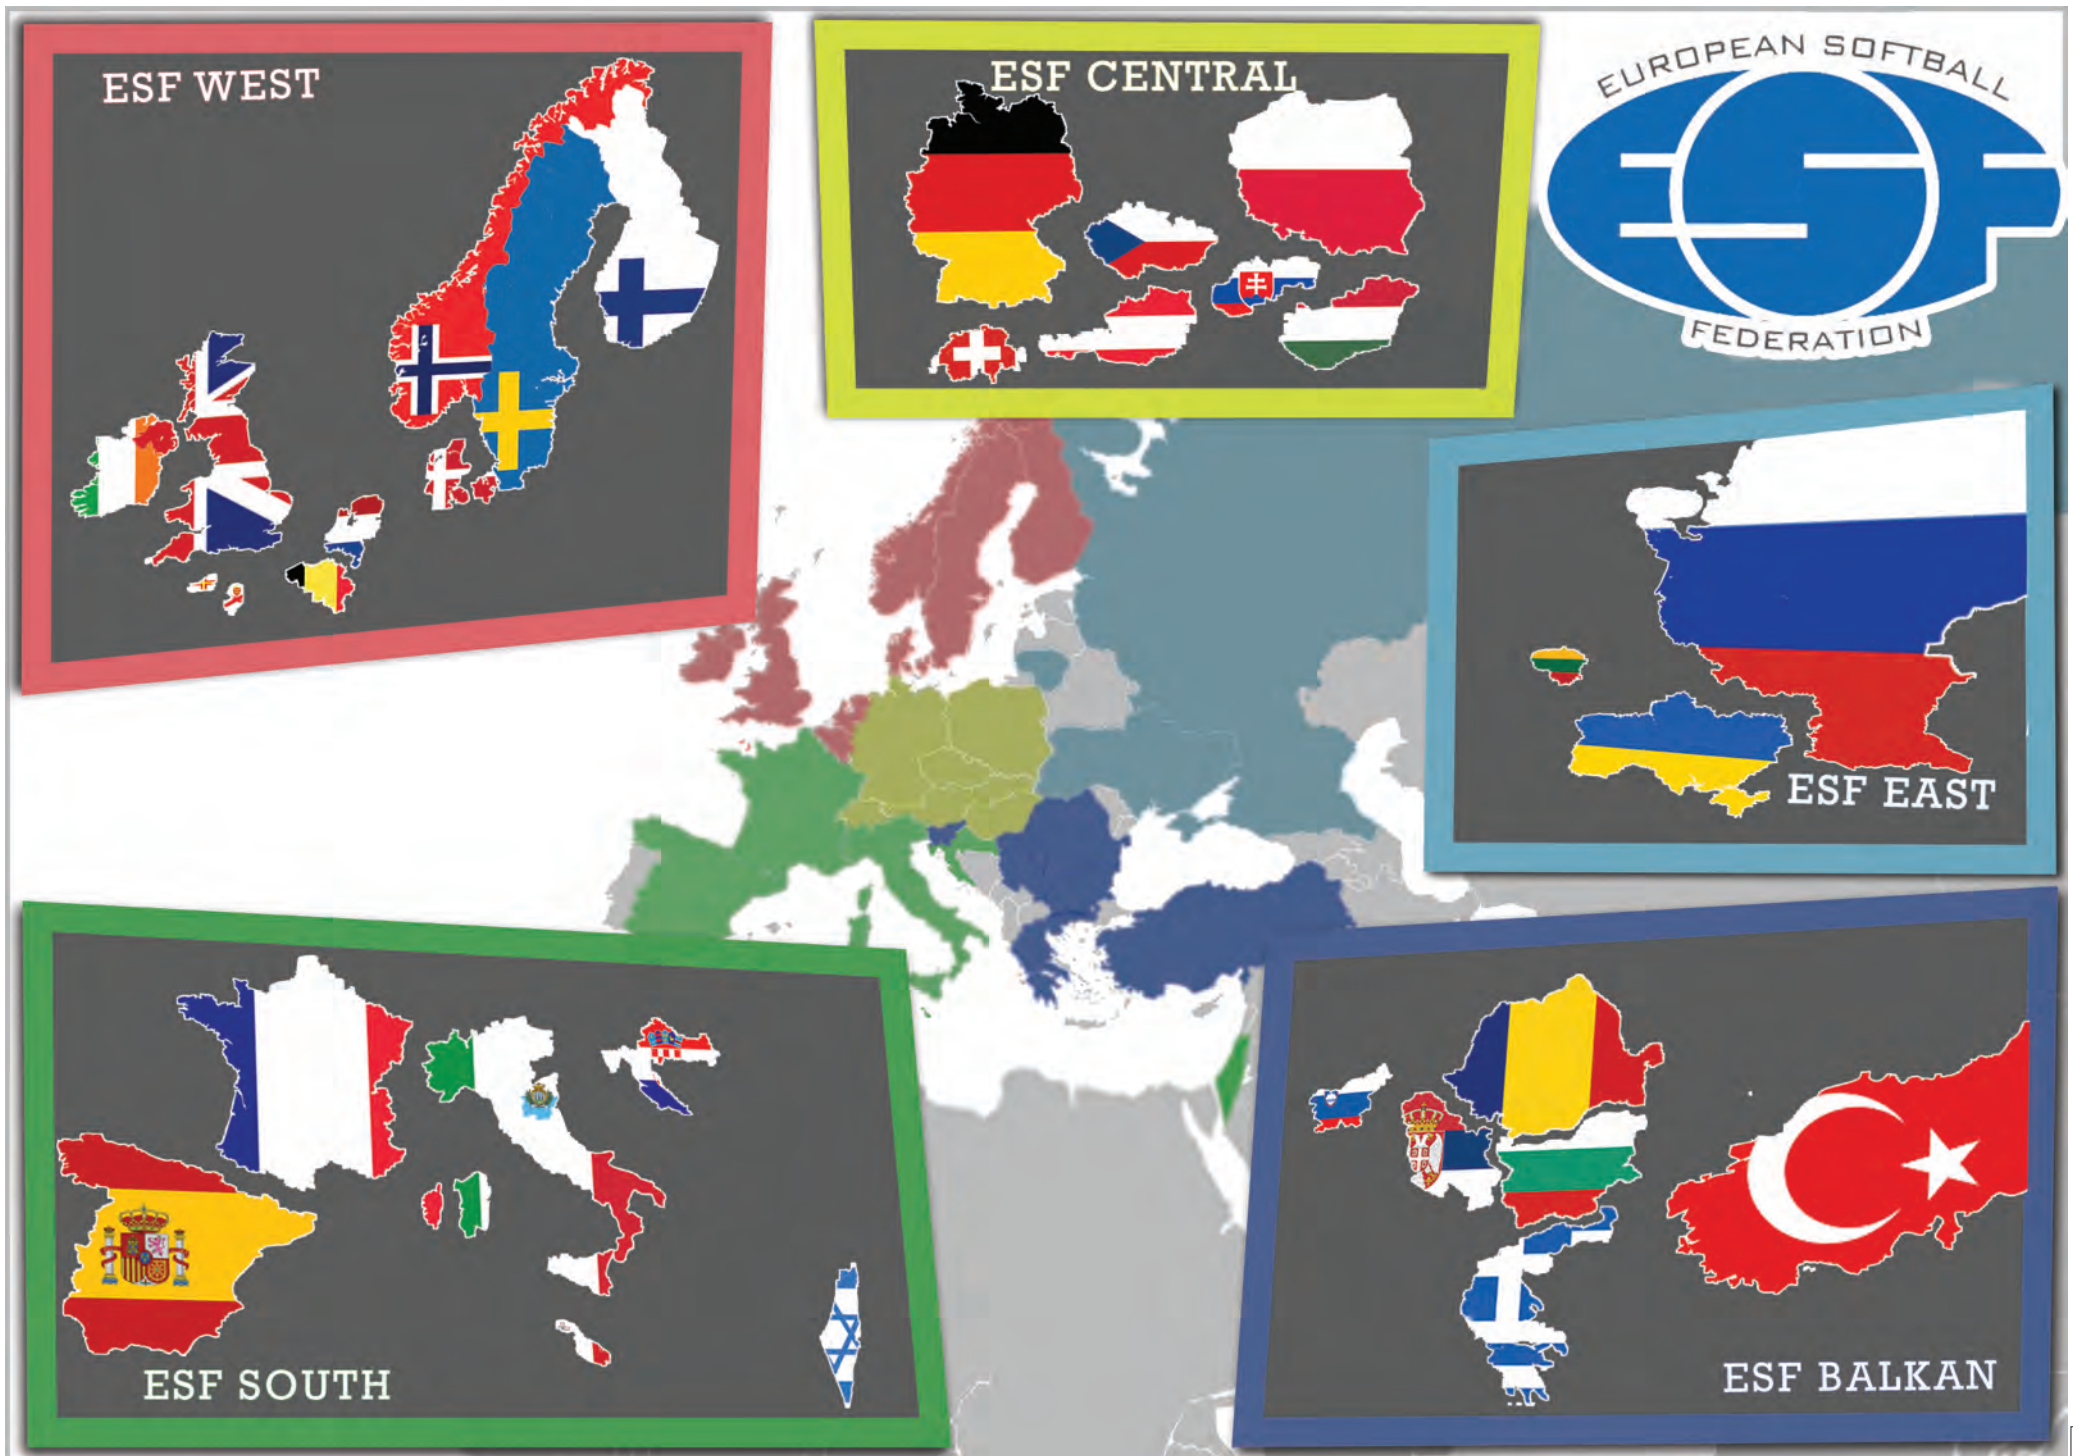 ESF WEST
ESF CENTRAL
EUROPEAN SOFTBALL
ESF
FEDERATION
ESF EAST
ESF SOUTH
ESF BALKAN